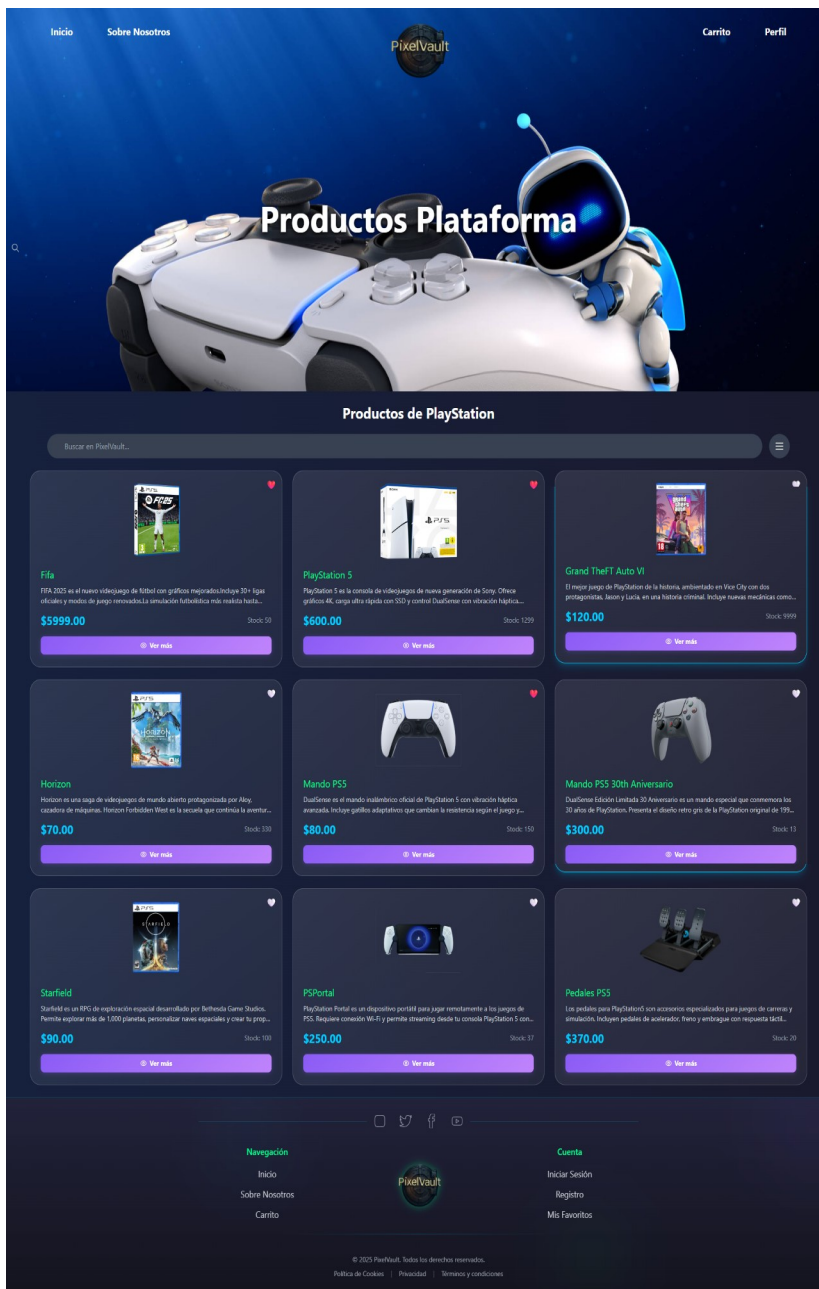 Inicio
Sobre Nosotros
PixelVault
Carrito
Perfil
Productos Plataforma
Productos de PlayStation
Buscar en PixelVault...
PS5
FC25
Fifa
FIFA 2025 es el nuevo videojuego de fútbol con gráficos mejorados.Incluye 30+ ligas
oficiales y modos de juego renovados.La simulación futbolística más realista hasta...
$5999.00
Stock: 50
Ver más
PS5
PlayStation 5
PlayStation 5 es la consola de videojuegos de nueva generación de Sony. Ofrece
gráficos 4K, carga ultra rápida con SSD y control DualSense con vibración háptica....
$600.00
Stock: 1299
Ver más
grand
theft
auto
VI
18
Grand TheFT Auto VI
El mejor juego de PlayStation de la historia, ambientado en Vice City con dos
protagonistas, Jason y Lucia, en una historia criminal. Incluye nuevas mecánicas como...
$120.00
Stock: 9999
Ver más
PS5
HORIZON
Horizon
Horizon es una saga de videojuegos de mundo abierto protagonizada por Aloy,
cazadora de máquinas. Horizon Forbidden West es la secuela que continúa la aventur...
$70.00
Stock: 330
Ver más
Mando PS5
DualSense es el mando inalámbrico oficial de PlayStation 5 con vibración háptica
avanzada. Incluye gatillos adaptativos que cambian la resistencia según el juego y...
$80.00
Stock: 150
Ver más
Mando PS5 30th Aniversario
DualSense Edición Limitada 30 Aniversario es un mando especial que conmemora los
30 años de PlayStation. Presenta el diseño retro gris de la PlayStation original de 199...
$300.00
Stock: 13
Ver más
PS5
STARFIELD
Starfield
Starfield es un RPG de exploración espacial desarrollado por Bethesda Game Studios.
Permite explorar más de 1,000 planetas, personalizar naves espaciales y crear tu prop...
$90.00
Stock: 100
Ver más
PSPortal
PlayStation Portal es un dispositivo portátil para jugar remotamente a los juegos de
PS5. Requiere conexión Wi-Fi y permite streaming desde tu consola PlayStation 5 con...
$250.00
Stock: 37
Ver más
Pedales PS5
Los pedales para PlayStation5 son accesorios especializados para juegos de carreras y
simulación. Incluyen pedales de acelerador, freno y embrague con respuesta táctil...
$370.00
Stock: 20
Ver más
Navegación
Inicio
Sobre Nosotros
Carrito
PixelVault
Cuenta
Iniciar Sesión
Registro
Mis Favoritos
© 2025 PixelVault. Todos los derechos reservados.
Política de Cookies | Privacidad | Términos y condiciones